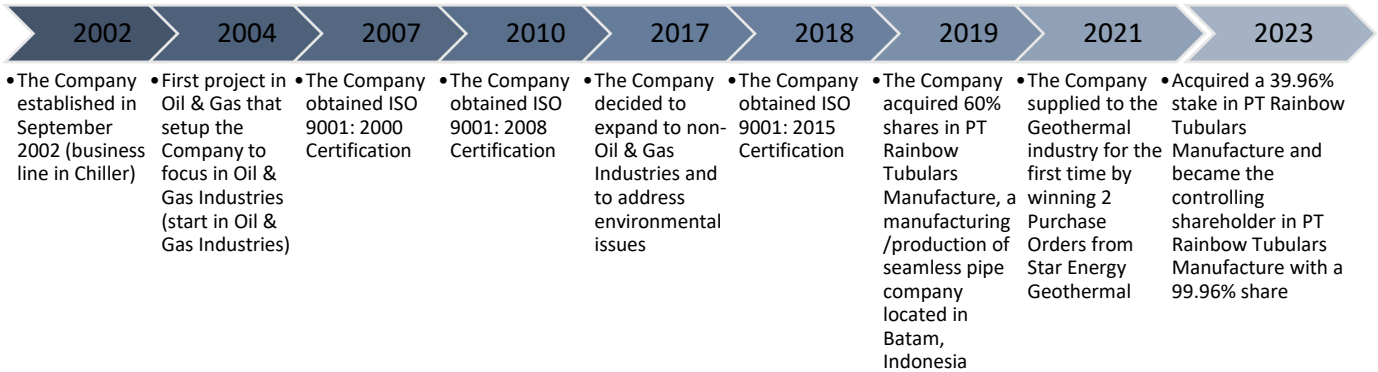 2002
2004
2007
2010
2017
2018
2019
2021
2023
•The Company
established in
September
2002 (business
line in Chiller)
•First project in
Oil & Gas that
setup the
Company to
focus in Oil &
Gas Industries
(start in Oil &
Gas Industries)
•The Company
obtained ISO
9001: 2000
Certification
•The Company
obtained ISO
9001: 2008
Certification
•The Company
decided to
expand to non-
Oil & Gas
Industries and
to address
environmental
issues
•The Company
obtained ISO
9001: 2015
Certification
•The Company
acquired 60%
shares in PT
Rainbow
Tubulars
Manufacture, a
manufacturing
/production of
seamless pipe
company
located in
Batam,
Indonesia
•The Company
supplied to the
Geothermal
industry for the
first time by
winning 2
Purchase
Orders from
Star Energy
Geothermal
•Acquired a 39.96%
stake in PT Rainbow
Tubulars
Manufacture and
became the
controlling
shareholder in PT
Rainbow Tubulars
Manufacture with a
99.96% share